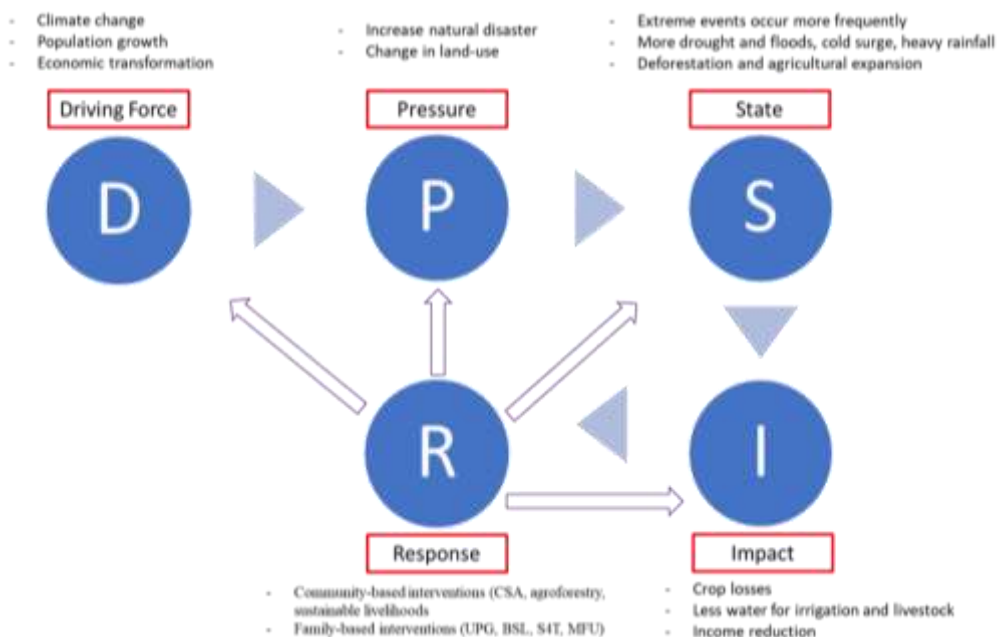 - Climate change
- Population growth
- Economic transformation
- Increase natural disaster
- Change in land-use
- Extreme events occur more frequently
- More drought and floods, cold surge, heavy rainfall
- Deforestation and agricultural expansion
Driving Force
Pressure
State
D
P
S
R
I
Response
Impact
- Community-based interventions (CSA, agroforestry,
sustainable livelihoods
- Family-based interventions (UPG, BSL, S4T, MFU)
- Crop losses
- Less water for irrigation and livestock
- Income reduction